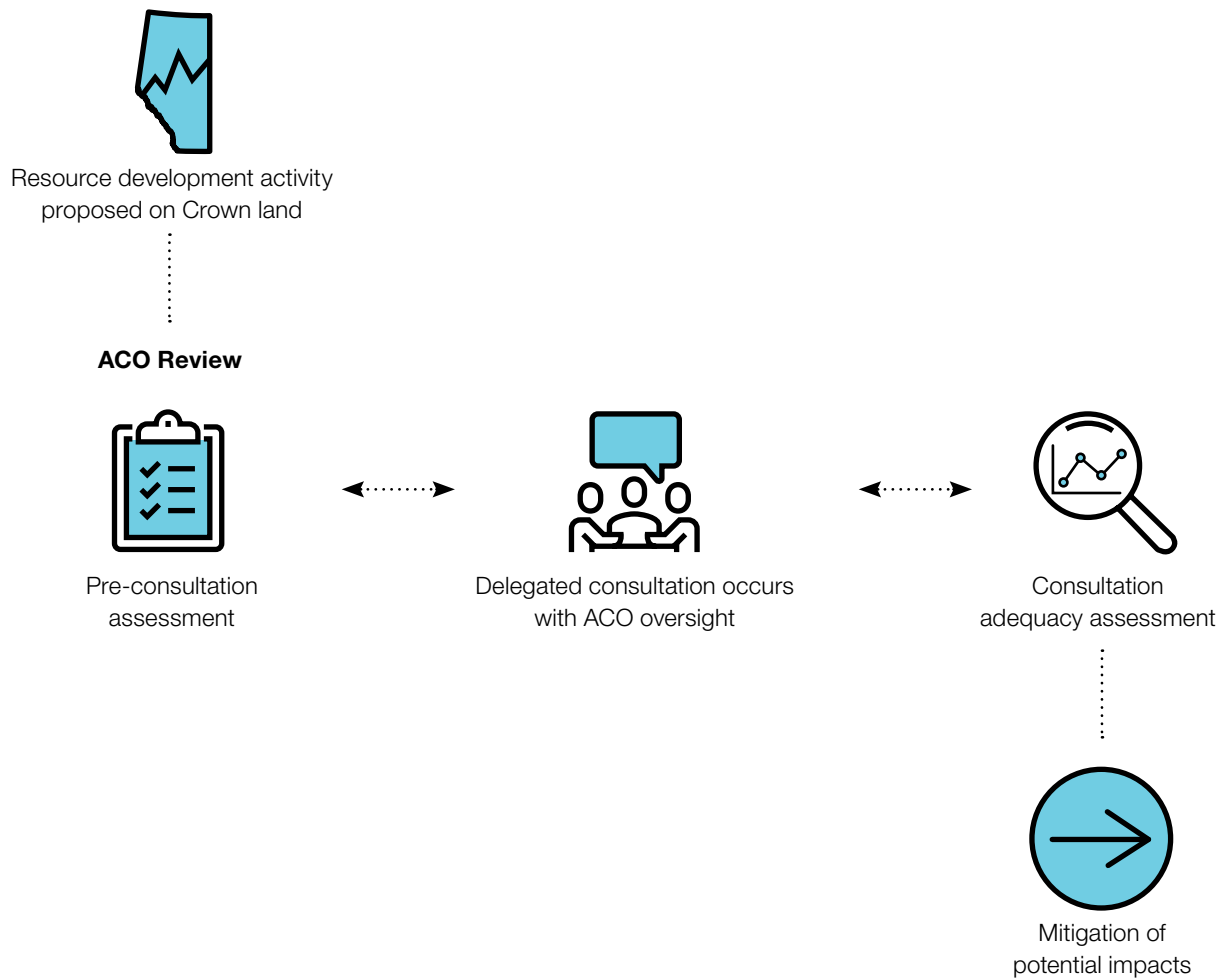 Resource development activity
proposed on Crown land
ACO Review
Pre-consultation
assessment
Delegated consultation occurs
with ACO oversight
Consultation
adequacy assessment
Mitigation of
potential impacts